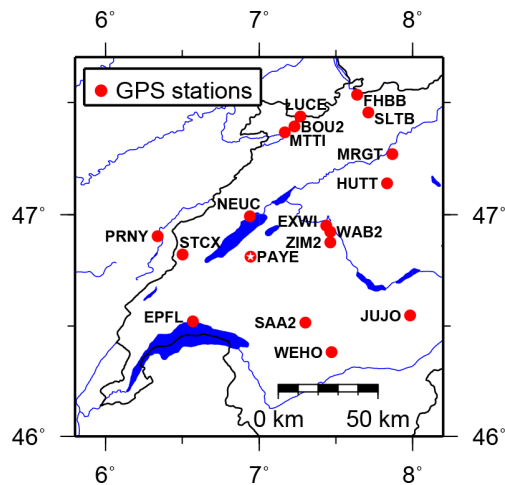 6° 7° 8°
GPS stations
FHBB
LUCE
SLTB
BOU2
MTTI
MRGT
HUTT
NEUC
47° 47°
EXWI
WAB2
PRNY
STCX
ZIM2
PAYE
EPFL
SAA2
JUJO
WEHO
0 km 50 km
46° 46°
6° 7° 8°